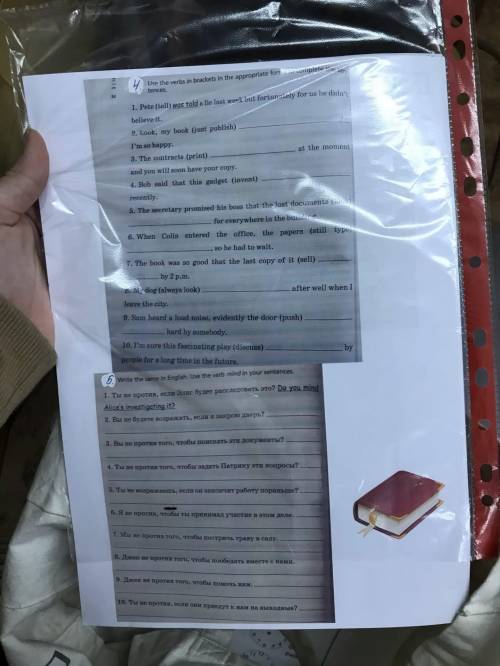 4 Use the verbs in brackets in the appropriate complete the
tences.
1. Pete (tell) was told a lie last week but fortunately for us he didn't
believe it.
2. Look, my book (just publish)
I'm so happy.
3. The contracts (print) at the moment
and you will soon have your copy.
4. Bob said that this gadget (invent)
recently.
5. The secretary promised his boss that the lost documents
for everywhere in the building.
6. When Colin entered the office, the papers (still type)
, so he had to wait.
7. The book was so good that the last copy of it (sell)
by 2 p.m.
8. My dog (always look) after well when I
leave the city.
9. Sam heard a loud noise, evidently the door (push)
hard by somebody.
10. I'm sure this fascinating play (discuss) by
people for a long time in the future.
5. Write the same in English. Use the verb mind in your sentences.
1. Ты не против, если Элис будет расследовать это? Do you mind
Alice's investigating it?
2. Вы не будете возражать, если я закрою дверь?
3. Вы не против того, чтобы поискать эти документы?
4. Ты не против того, чтобы задать Патрику эти вопросы?
5. Ты не возражаешь, если он закончит работу пораньше?
6. Я не против, чтобы ты принимал участие в этом деле.
7. Мы не против того, чтобы постричь траву в саду.
8. Джон не против того, чтобы пообедать вместе с нами.
9. Джон не против того, чтобы помочь нам.
10. Ты не против, если они приедут к нам на выходные?